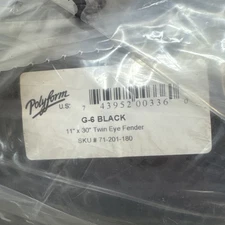 Polyform
U.S.
7 43952 00336 0
G-6 BLACK
11" x 30" Twin Eye Fender
SKU # 71-201-180